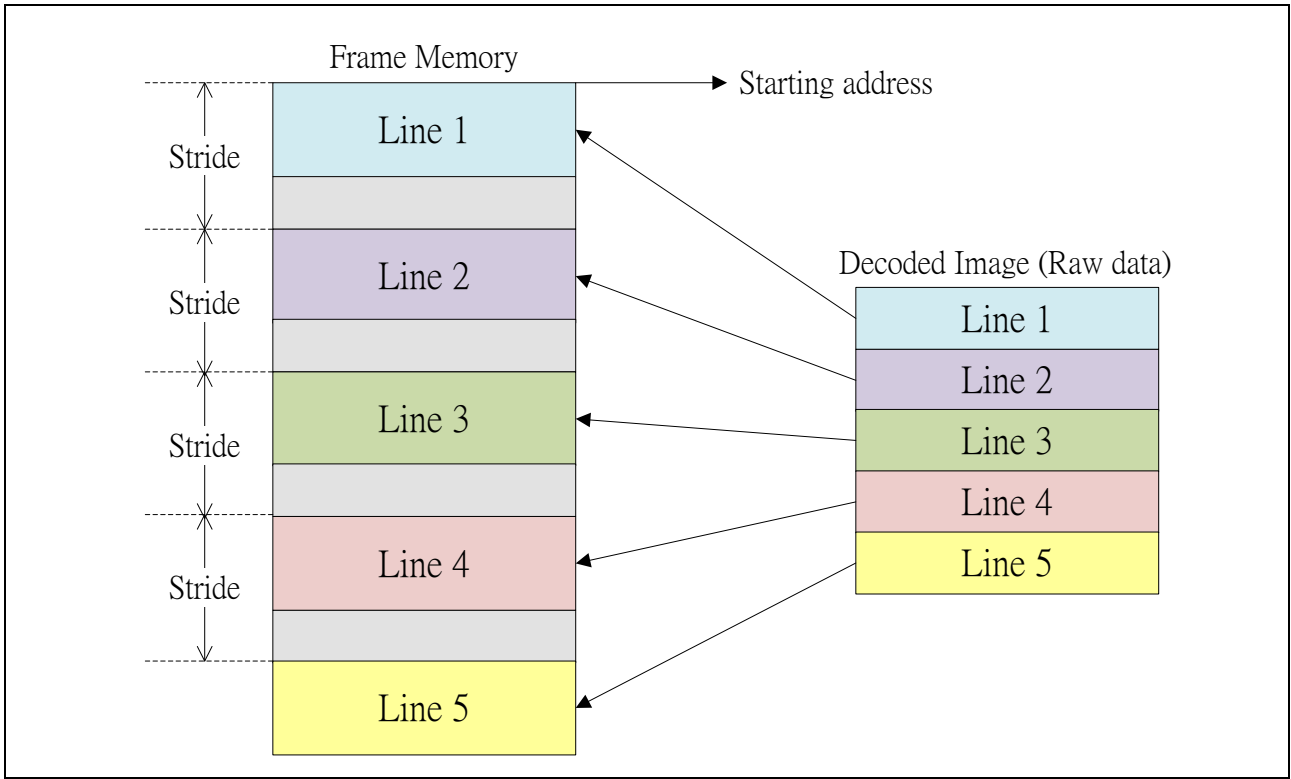 Frame Memory
Starting address
Line 1
Stride
Line 2
Stride
Line 3
Stride
Line 4
Stride
Line 5
Decoded Image (Raw data)
Line 1
Line 2
Line 3
Line 4
Line 5